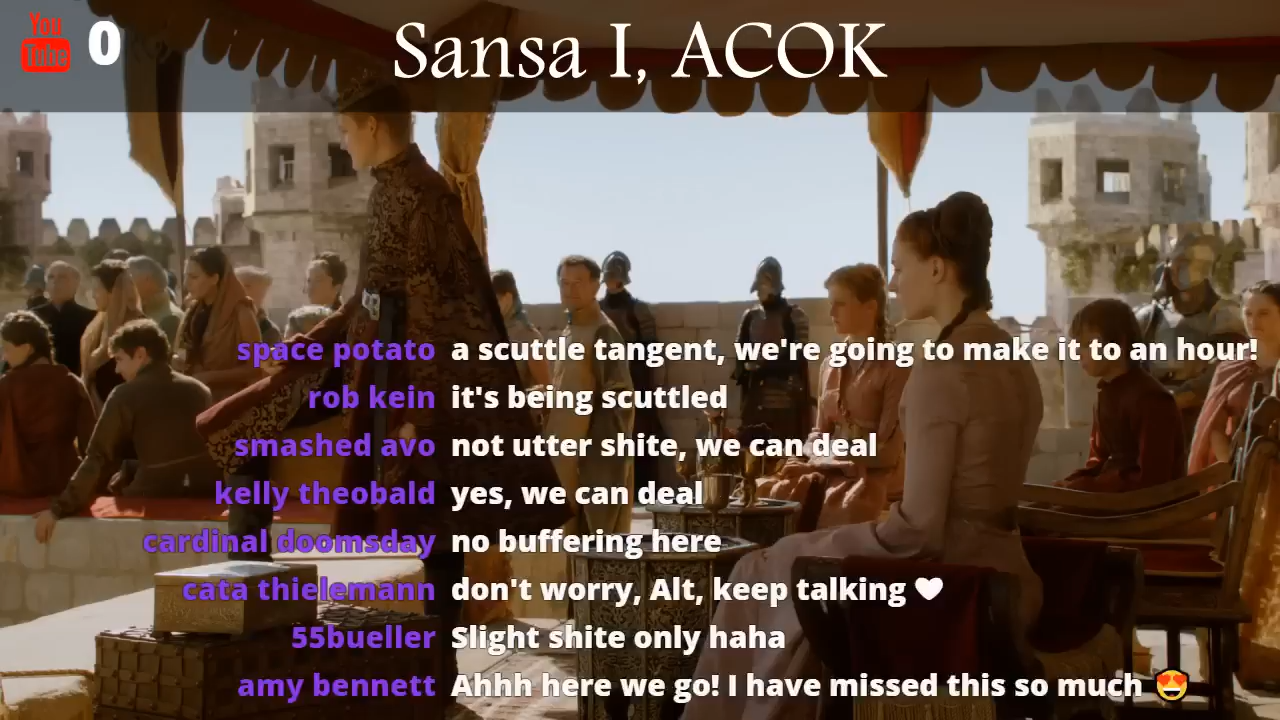 You
Tube
0
Sansa I, ACOK
space potato a scuttle tangent, we're going to make it to an hour!
rob kein it's being scuttled
smashed avo not utter shite, we can deal
kelly theobald yes, we can deal
cardinal doomsday no buffering here
cata thielemann don't worry, Alt, keep talking 🤍
55bueller Slight shite only haha
amy bennett Ahhh here we go! I have missed this so much 😍